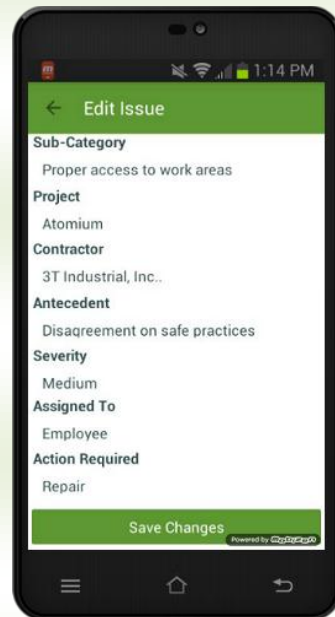 1:14 PM
Edit Issue
Sub-Category
Proper access to work areas
Project
Atomium
Contractor
3T Industrial, Inc..
Antecedent
Disagreement on safe practices
Severity
Medium
Assigned To
Employee
Action Required
Repair
Save Changes
Powered by